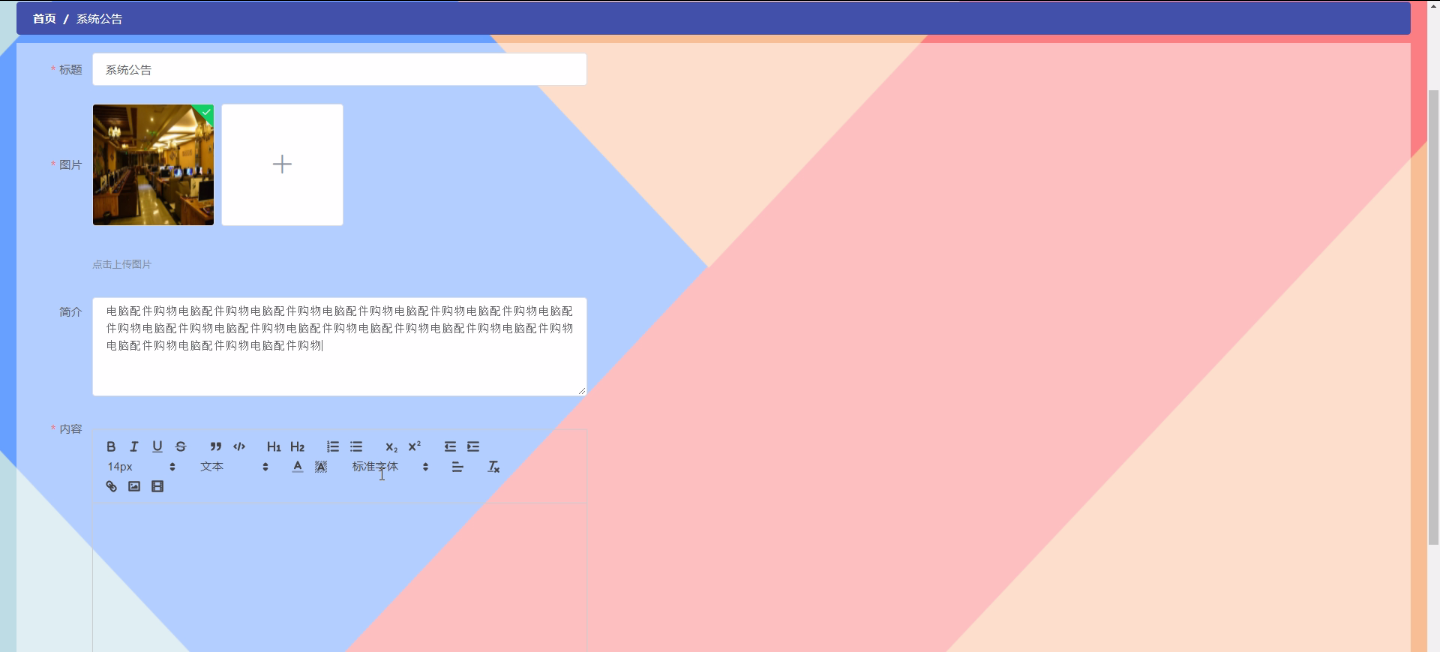 首页 / 系统公告
* 标题
系统公告
* 图片
点击上传图片
简介
电脑配件购物电脑配件购物电脑配件购物电脑配件购物电脑配件购物电脑配件购物电脑配
件购物电脑配件购物电脑配件购物电脑配件购物电脑配件购物电脑配件购物电脑配件购物
电脑配件购物电脑配件购物电脑配件购物
* 内容
B I U S H1 H2 X2 X2
14px 文本 A A 标准字体 Tx